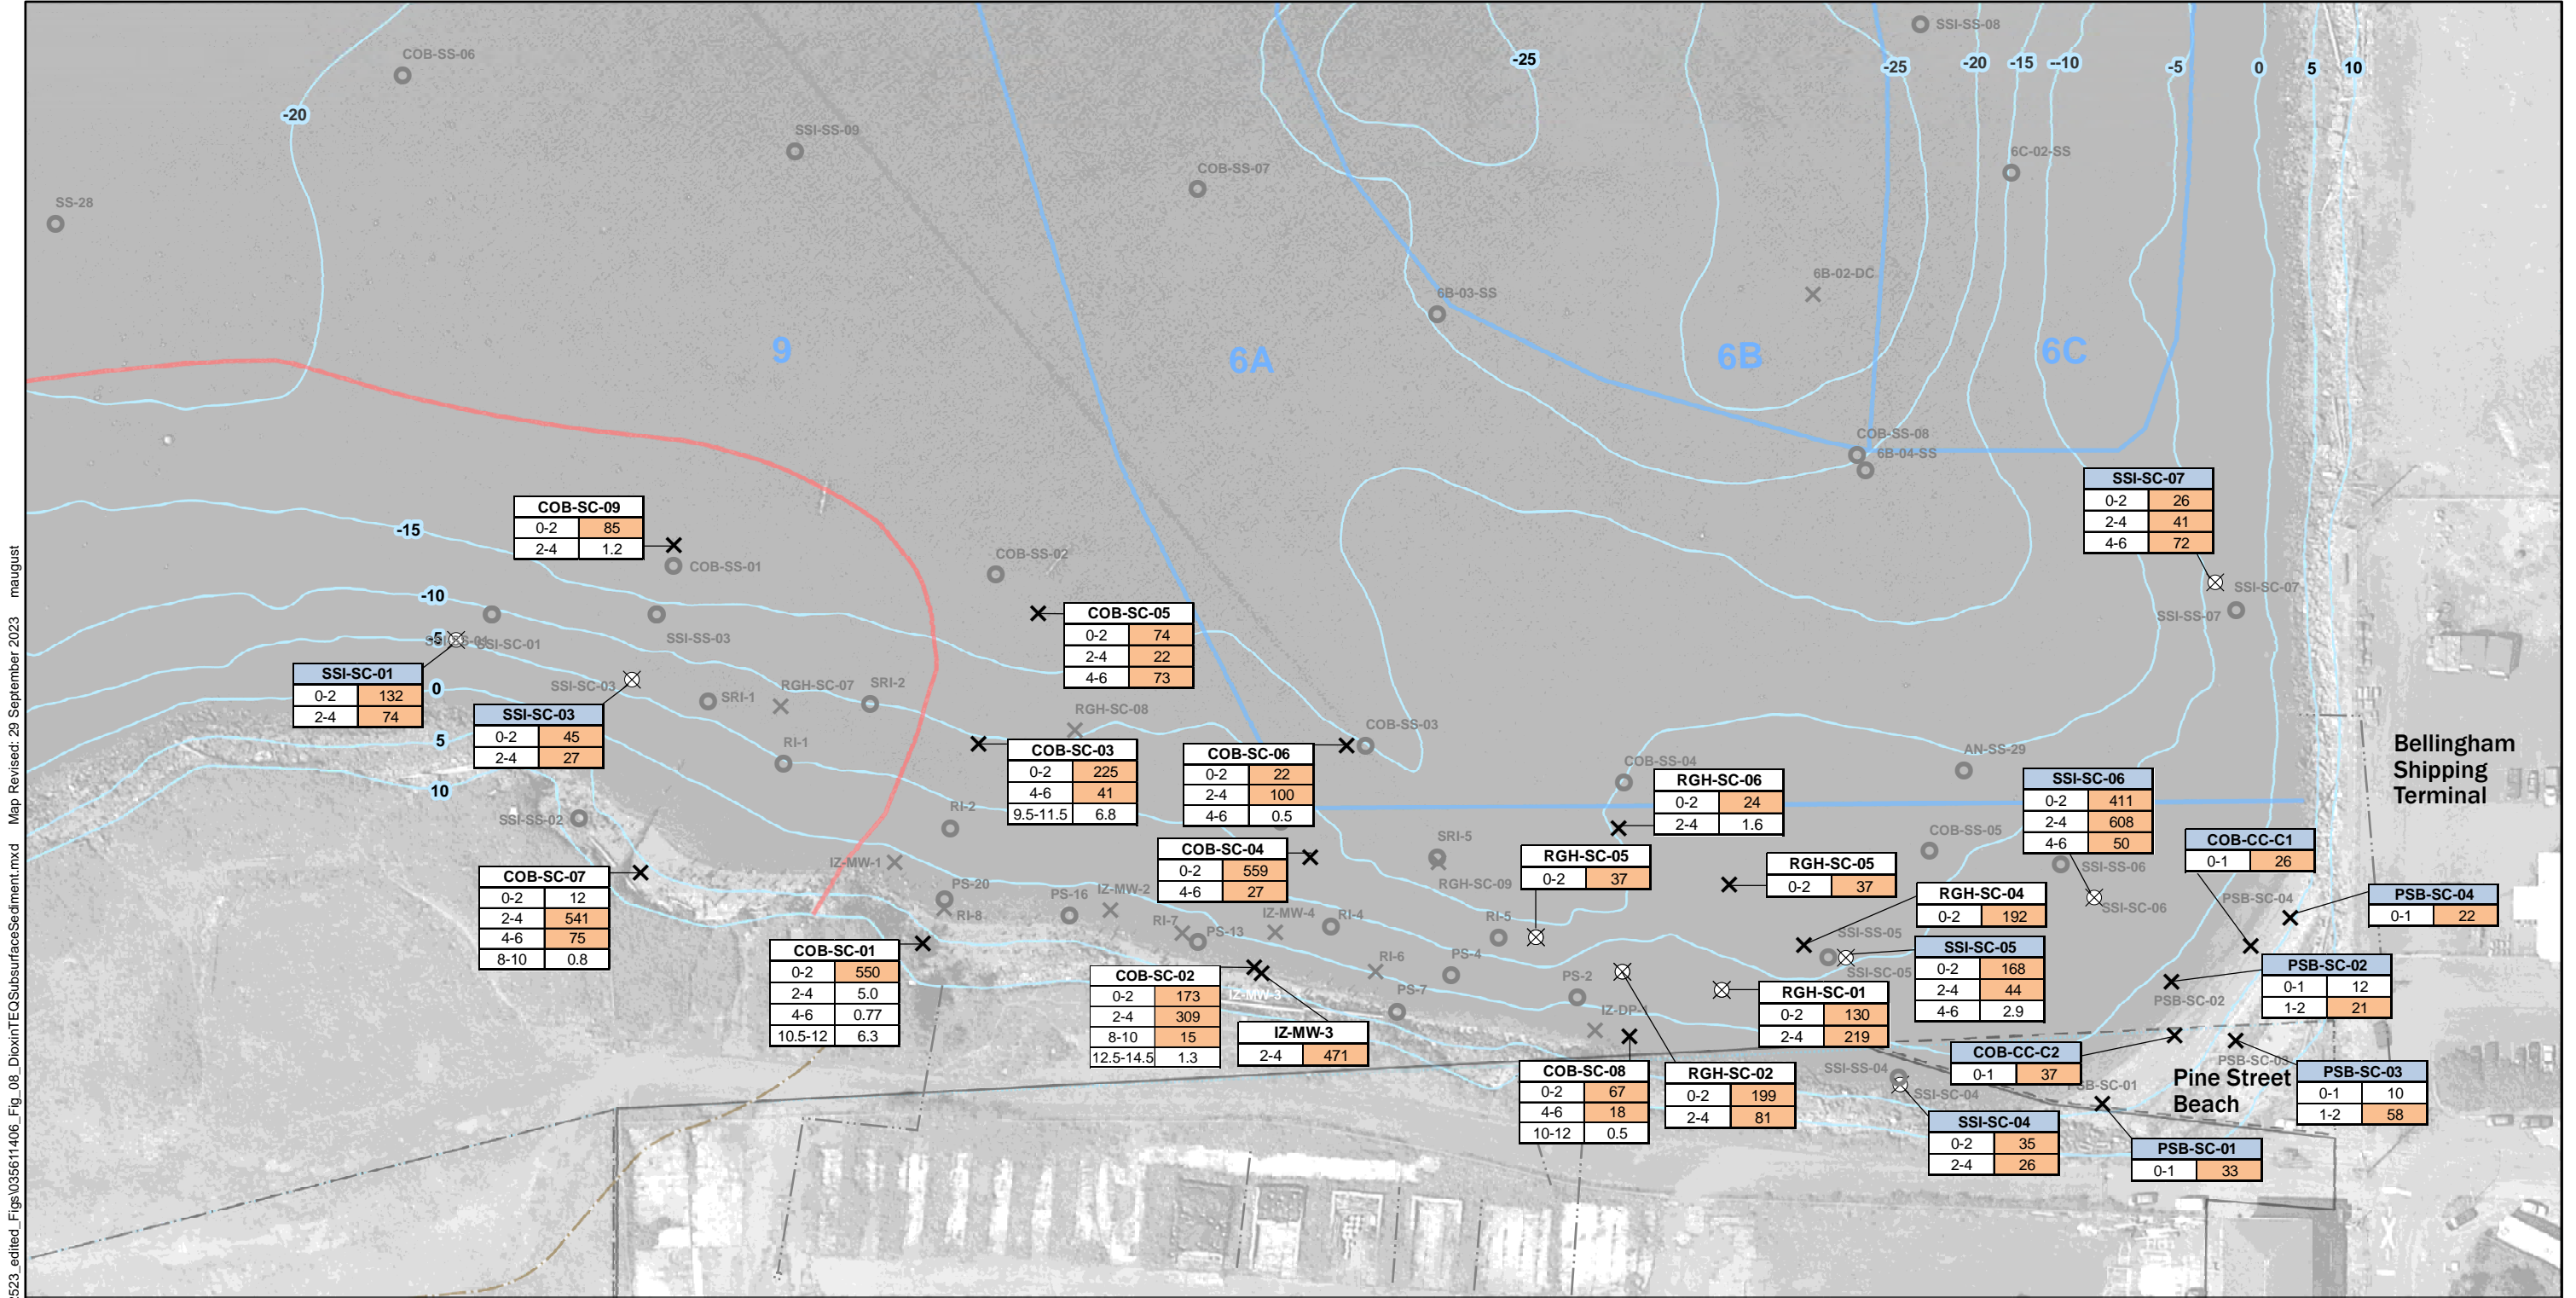 COB-SS-06
SSI-SS-08
-25
-25
-20
-15
--10
-5
0
5
10
-20
SSI-SS-09
COB-SS-07
6C-02-SS
SS-28
6B-02-DC
6B-03-SS
9
6A
6B
6C
COB-SS-08
6B-04-SS
SSI-SC-07
0-2 26
2-4 41
4-6 72
SSI-SC-07
SSI-SS-07
COB-SC-09
0-2 85
2-4 1.2
-15
COB-SS-01
COB-SS-02
-10
SSI-SS-03
-5
SSI-SC-01
COB-SC-05
0-2 74
2-4 22
4-6 73
SSI-SC-01
0-2 132
2-4 74
0
5
10
SSI-SC-03
SSI-SC-03
0-2 45
2-4 27
SRI-1
RGH-SC-07
SRI-2
RI-1
RGH-SC-08
COB-SC-03
0-2 225
4-6 41
9.5-11.5 6.8
COB-SC-06
0-2 22
2-4 100
4-6 0.5
COB-SS-03
COB-SS-04
AN-SS-29
RGH-SC-06
0-2 24
2-4 1.6
SSI-SC-06
0-2 411
2-4 608
4-6 50
Bellingham
Shipping
Terminal
SSI-SS-02
RI-2
SRI-5
RGH-SC-09
COB-SS-05
SSI-SS-06
SSI-SC-06
COB-SC-04
0-2 559
4-6 27
RGH-SC-05
0-2 37
RGH-SC-05
0-2 37
COB-CC-C1
0-1 26
COB-SC-07
0-2 12
2-4 541
4-6 75
8-10 0.8
IZ-MW-1
PS-20
RI-8
PS-16
IZ-MW-2
RI-7
PS-13
IZ-MW-4
RI-4
RI-5
RGH-SC-04
0-2 192
PSB-SC-04
PSB-SC-04
0-1 22
COB-SC-01
0-2 550
2-4 5.0
4-6 0.77
10.5-12 6.3
COB-SC-02
0-2 173
2-4 309
8-10 15
12.5-14.5 1.3
IZ-MW-3
IZ-MW-3
2-4 471
RI-6
PS-4
PS-7
PS-2
IZ-DP-1
SSI-SS-05
SSI-SC-05
SSI-SC-05
0-2 168
2-4 44
4-6 2.9
PSB-SC-02
0-1 12
1-2 21
PSB-SC-02
RGH-SC-01
0-2 130
2-4 219
COB-SC-08
0-2 67
4-6 18
10-12 0.5
RGH-SC-02
0-2 199
2-4 81
SSI-SS-04
SSI-SC-04
COB-CC-C2
0-1 37
PSB-SC-03
PSB-SC-03
0-1 10
1-2 58
Pine Street
Beach
SSI-SC-04
0-2 35
2-4 26
PSB-SC-01
0-1 33
2523_edited_Figs\035611406_Fig_08_DioxinTEQSubsurfaceSediment.mxd Map Revised: 29 September 2023 maugust